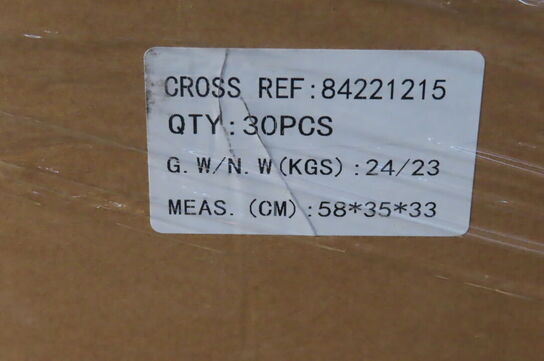 CROSS REF:84221215
QTY:30PCS
G.W/N.W(KGS):24/23
MEAS.(CM):58*35*33